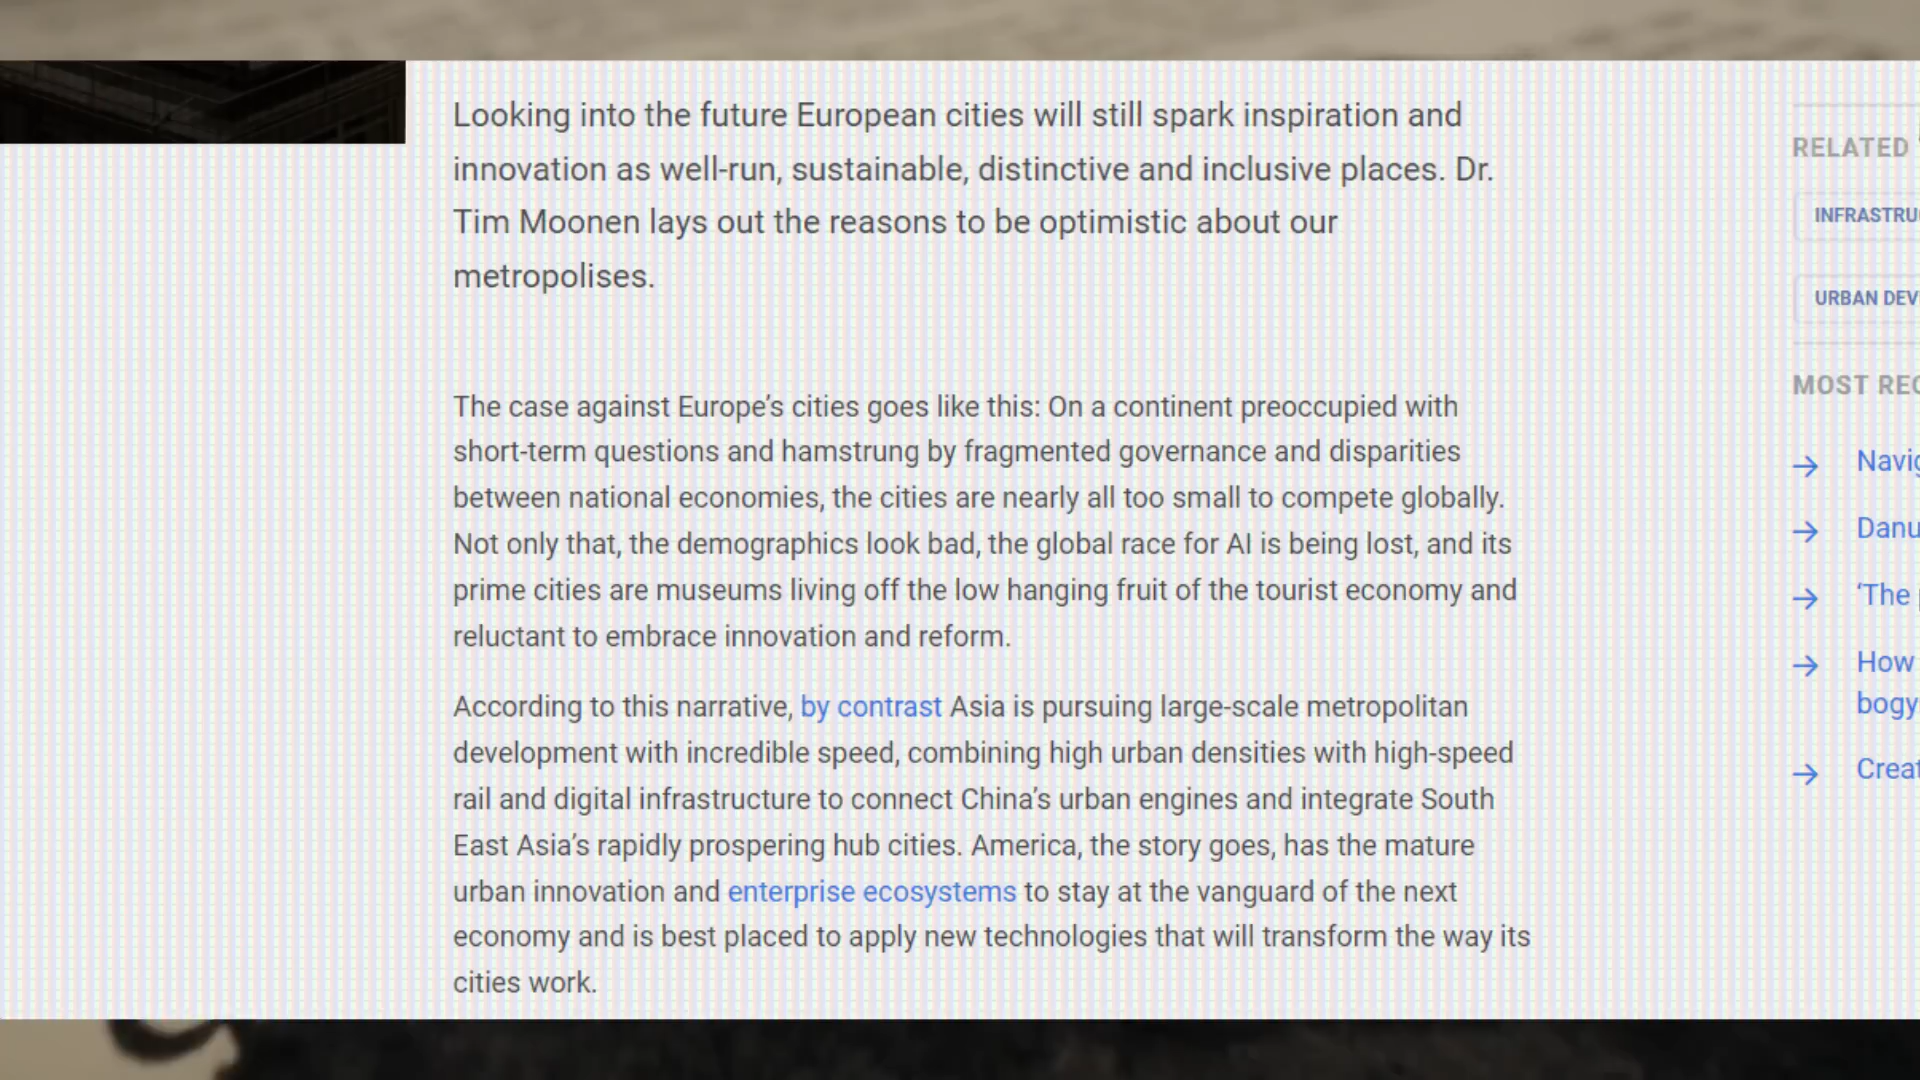 Looking into the future European cities will still spark inspiration and
innovation as well-run, sustainable, distinctive and inclusive places. Dr.
Tim Moonen lays out the reasons to be optimistic about our
metropolises.
The case against Europe’s cities goes like this: On a continent preoccupied with
short-term questions and hamstrung by fragmented governance and disparities
between national economies, the cities are nearly all too small to compete globally.
Not only that, the demographics look bad, the global race for AI is being lost, and its
prime cities are museums living off the low hanging fruit of the tourist economy and
reluctant to embrace innovation and reform.
According to this narrative, by contrast Asia is pursuing large-scale metropolitan
development with incredible speed, combining high urban densities with high-speed
rail and digital infrastructure to connect China’s urban engines and integrate South
East Asia’s rapidly prospering hub cities. America, the story goes, has the mature
urban innovation and enterprise ecosystems to stay at the vanguard of the next
economy and is best placed to apply new technologies that will transform the way its
cities work.
RELATED
URBAN
MOST
‘The
How
bogy